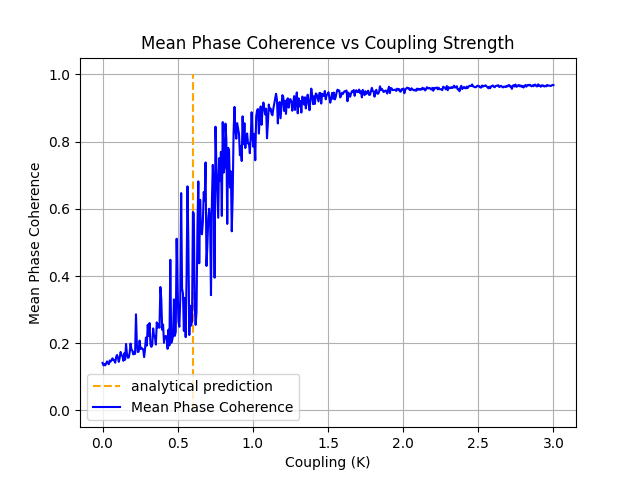 Mean Phase Coherence vs Coupling Strength
Mean Phase Coherence
1.0
0.8
0.6
0.4
0.2
0.0
analytical prediction
Mean Phase Coherence
0.0 0.5 1.0 1.5 2.0 2.5 3.0
Coupling (K)